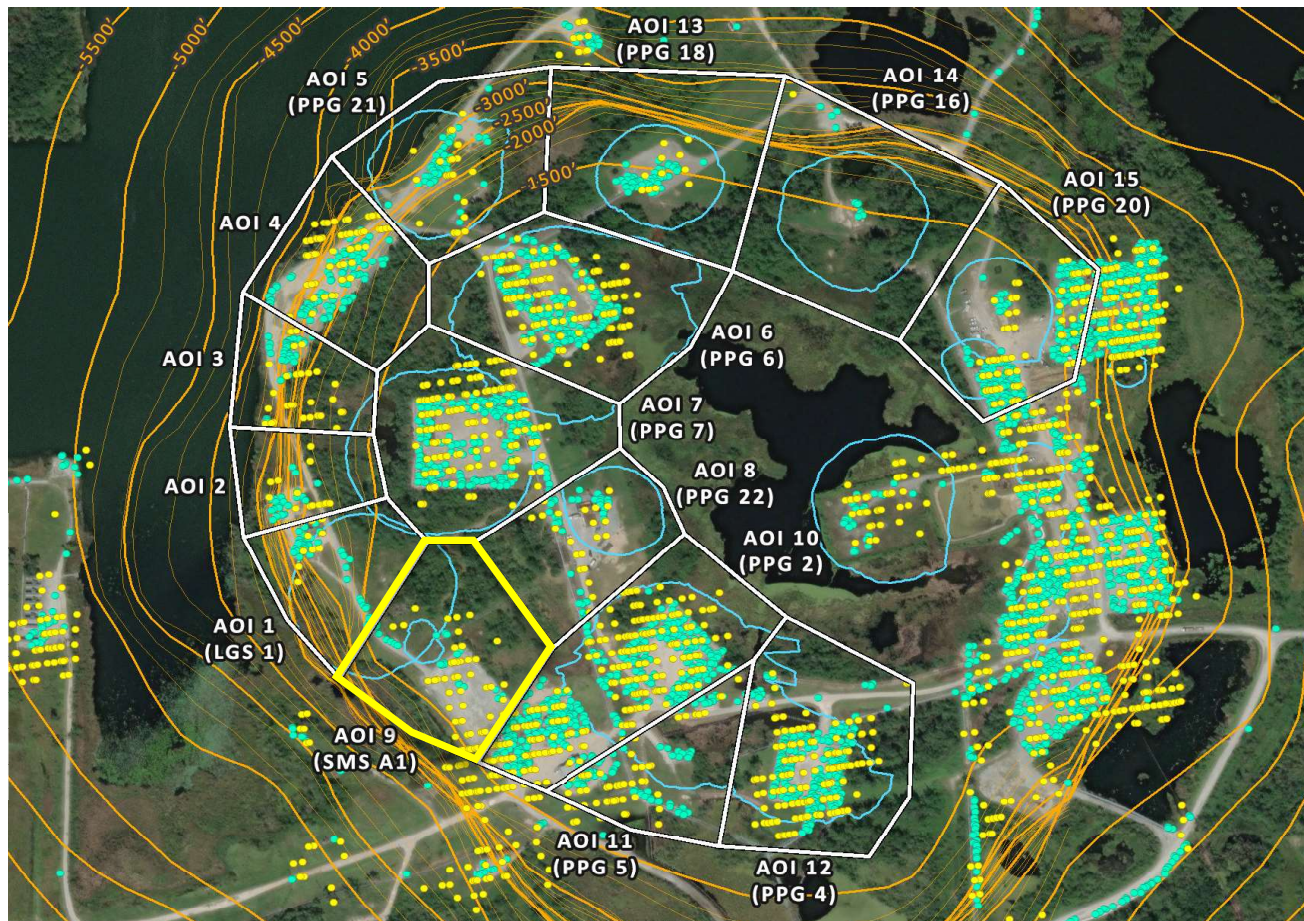 -5500'
-5000'
-4500'
-4000'
-3500'
-3000'
-2500'
-2000'
-1500'
AOI 13
(PPG 18)
AOI 5
(PPG 21)
AOI 14
(PPG 16)
AOI 15
(PPG 20)
AOI 4
AOI 3
AOI 6
(PPG 6)
AOI 7
(PPG 7)
AOI 2
AOI 8
(PPG 22)
AOI 10
(PPG 2)
AOI 1
(LGS 1)
AOI 9
(SMS A1)
AOI 11
(PPG 5)
AOI 12
(PPG 4)